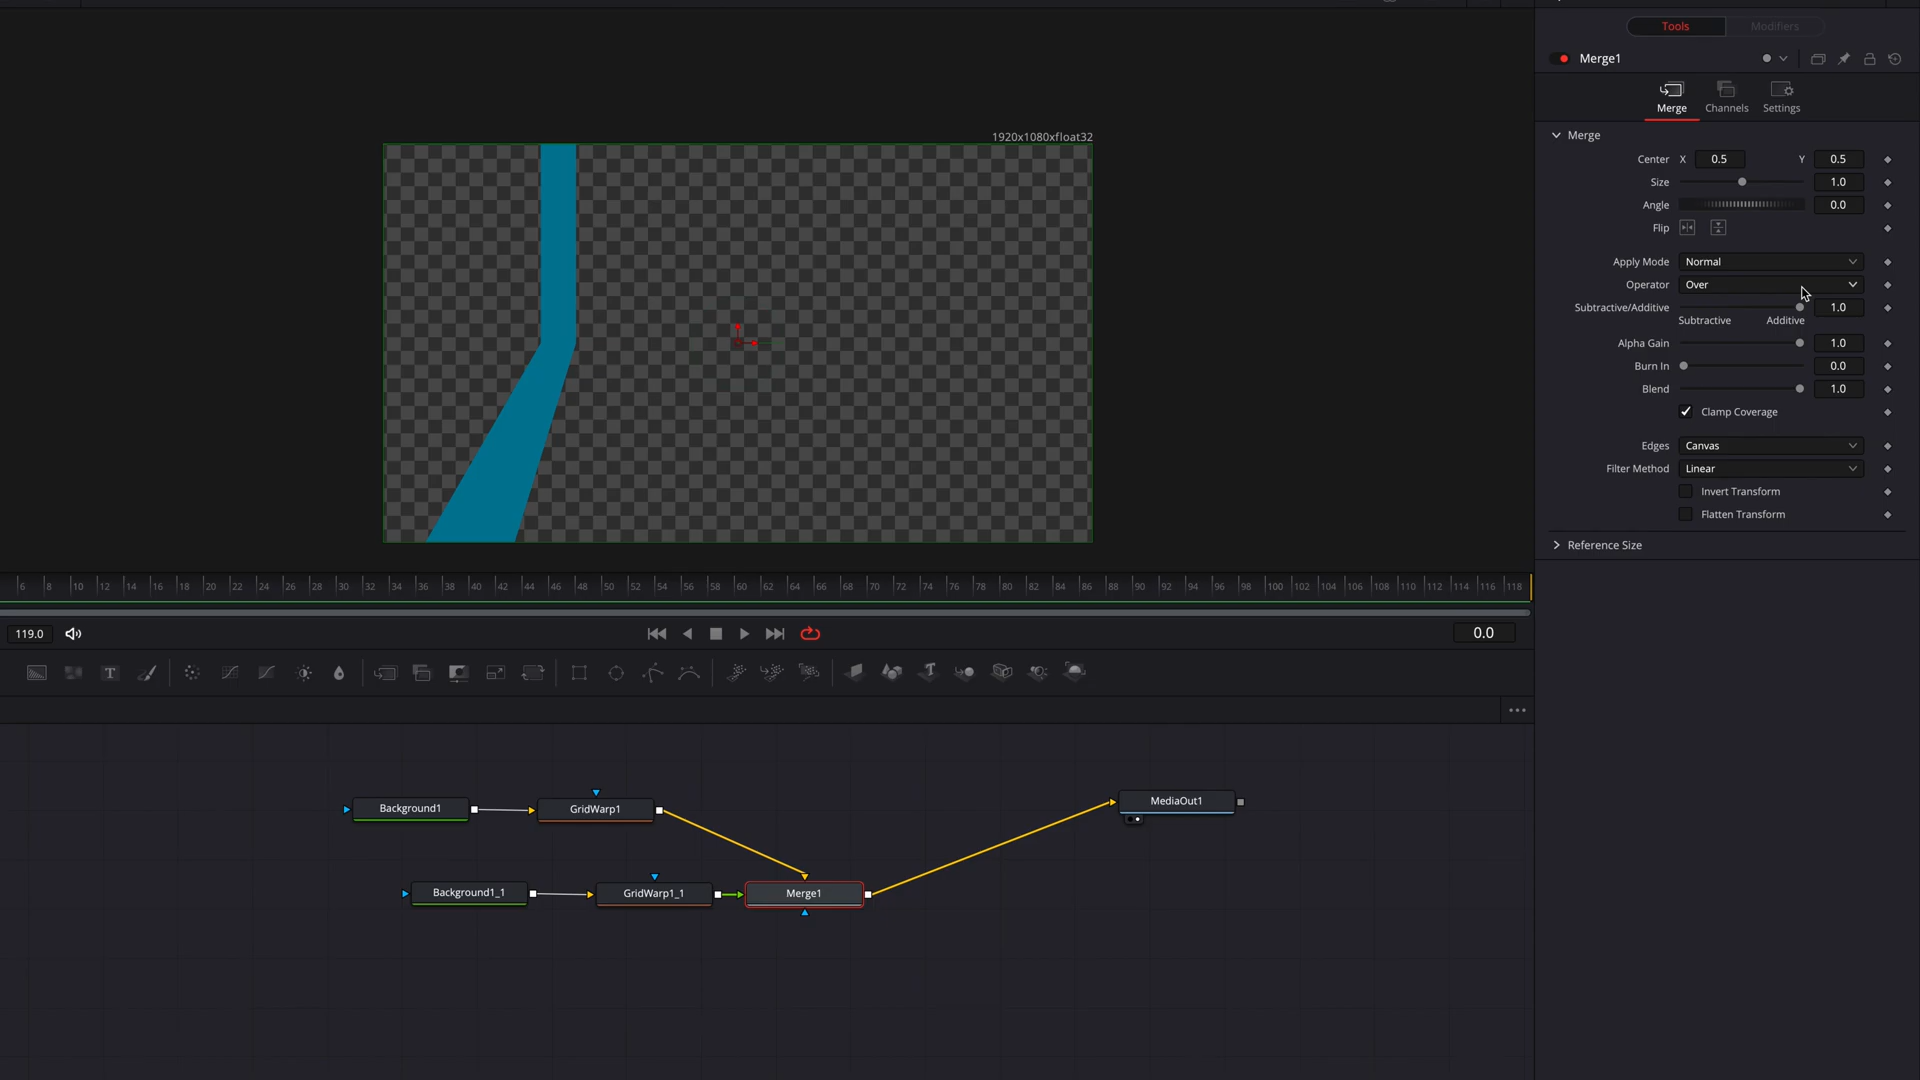 Tools Modifiers
Merge1
Merge Channels Settings
1920x1080xfloat32
Merge
Center X 0.5 Y 0.5
Size 1.0
Angle 0.0
Flip
Apply Mode Normal
Operator Over
Subtractive/Additive 1.0
Subtractive Additive
Alpha Gain 1.0
Burn In 0.0
Blend 1.0
Clamp Coverage
Edges Canvas
Filter Method Linear
Invert Transform
Flatten Transform
Reference Size
6 8 10 12 14 16 18 20 22 24 26 28 30 32 34 36 38 40 42 44 46 48 50 52 54 56 58 60 62 64 66 68 70 72 74 76 78 80 82 84 86 88 90 92 94 96 98 100 102 104 106 108 110 112 114 116 118
119.0 0.0
T T
Background1 GridWarp1 MediaOut1
Background1_1 GridWarp1_1 Merge1